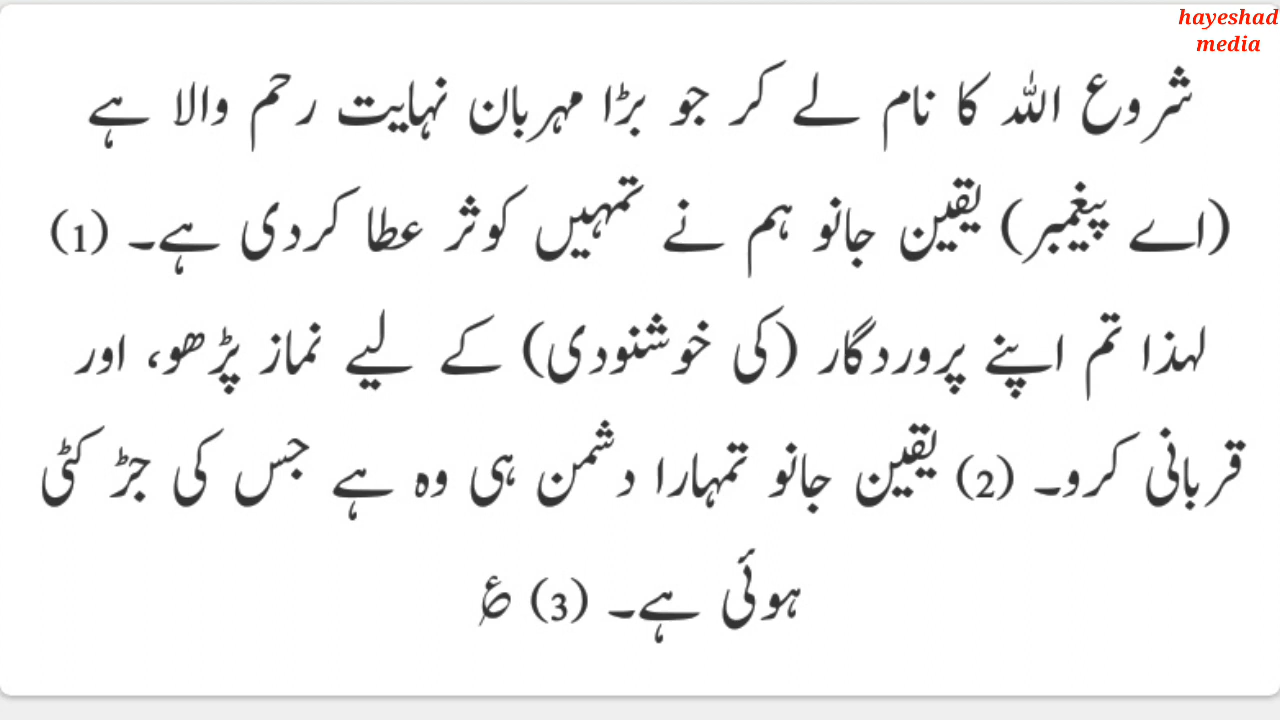 hayeshad
media
شروع اللہ کا نام لے کر جو بڑا مہربان نہایت رحم والا ہے
(اے پیغمبر) یقین جانو ہم نے تمہیں کوثر عطا کردی ہے۔ (1)
لہذا تم اپنے پروردگار (کی خوشنودی) کے لیے نماز پڑھو، اور
قربانی کرو۔ (2) یقین جانو تمہارا دشمن ہی وہ ہے جس کی جڑ کٹی
ہوئی ہے۔ (3) ؏